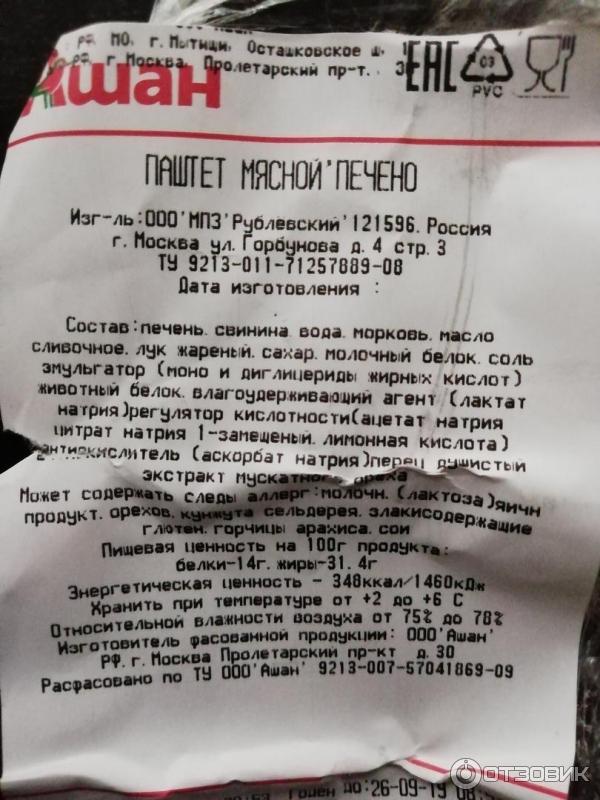 РФ, МО, г. Мытищи, Осташковское ш.
РФ, г Москва, Пролетарский пр-т.
Ашан
EAC
03
PVC
ПАШТЕТ МЯСНОЙ'ПЕЧЕНО
Изг-ль:ООО'МПЗ'Рублевский'121596. Россия
г. Москва ул. Горбунова д. 4 стр. 3
ТУ 9213-011-71257889-08
Дата изготовления :
Состав:печень. свинина. вода. морковь. масло
сливочное. лук жареный. сахар. молочный белок. соль
эмульгатор (моно и диглицериды жирных кислот)
животный белок. влагоудерживающий агент (лактат
натрия)регулятор кислотности(ацетат натрия
цитрат натрия 1-замещеный. лимонная кислота)
антиокислитель (аскорбат натрия)перец душистый
экстракт мускатного ореха
Может содержать следы аллерг:молочн. (лактоза)яичн
продукт. орехов. кунжута сельдерея. злакисодержащие
глютен. горчицы арахиса. сои
Пищевая ценность на 100г продукта:
белки-14г. жиры-31. 4г
Энергетическая ценность - 348ккал/1460кДж
Хранить при температуре от +2 до +6 С
Относительной влажности воздуха от 75% до 78%
Изготовитель фасованной продукции: ООО'Ашан'
РФ. г. Москва Пролетарский пр-кт д. 30
Расфасовано по ТУ ООО'Ашан' 9213-007-57041869-09
Годен до:26-09-19
ОТЗОВИК